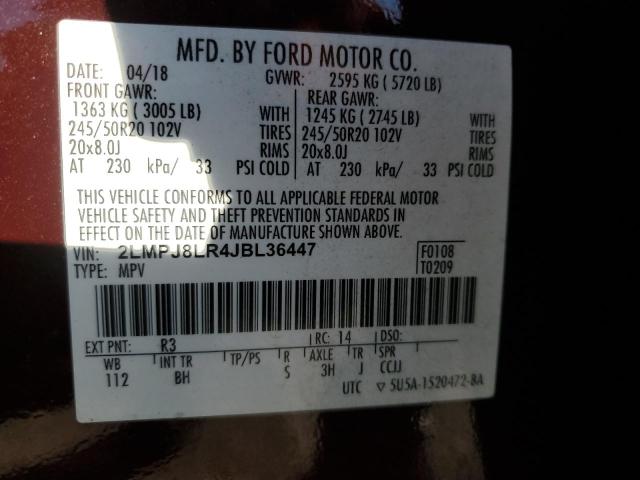 MFD. BY FORD MOTOR CO.
DATE: 04/18 GVWR: 2595 KG ( 5720 LB)
FRONT GAWR: REAR GAWR:
1363 KG ( 3005 LB) WITH 1245 KG ( 2745 LB) WITH
245/50R20 102V TIRES 245/50R20 102V TIRES
20x8.0J RIMS 20x8.0J RIMS
AT 230 kPa/ 33 PSI COLD AT 230 kPa/ 33 PSI COLD
THIS VEHICLE CONFORMS TO ALL APPLICABLE FEDERAL MOTOR
VEHICLE SAFETY AND THEFT PREVENTION STANDARDS IN
EFFECT ON THE DATE OF MANUFACTURE SHOWN ABOVE.
VIN: 2LMPJ8LR4JBL36447 F0108
TYPE: MPV T0209
EXT PNT: R3 RC: 14 DSO:
WB INT TR TP/PS R AXLE TR SPR
112 BH S 3H J CCJJ
UTC ▽5U5A-1520472-BA